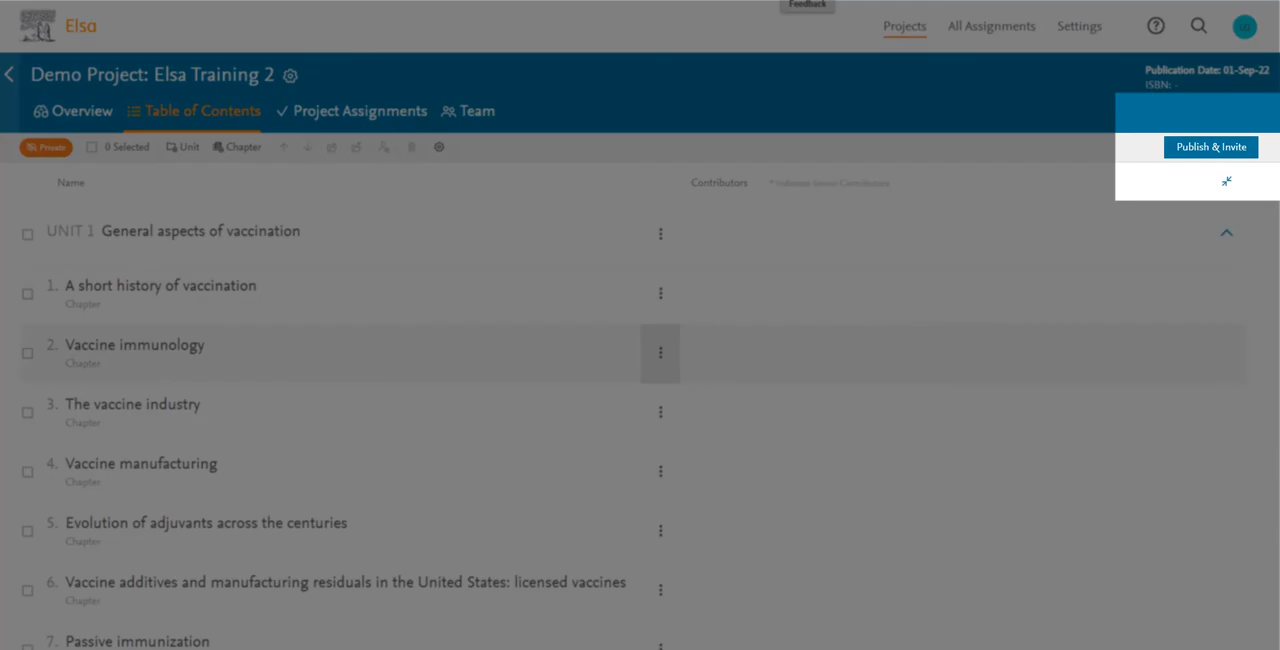 Feedback
Elsa
Projects All Assignments Settings
Demo Project: Elsa Training 2
Publication Date: 01-Sep-22
ISBN: -
Overview Table of Contents Project Assignments Team
Private 0 Selected Unit Chapter Publish & Invite
Name Contributors * Indicates Senior Contributors
UNIT 1 General aspects of vaccination
1. A short history of vaccination
Chapter
2. Vaccine immunology
Chapter
3. The vaccine industry
Chapter
4. Vaccine manufacturing
Chapter
5. Evolution of adjuvants across the centuries
Chapter
6. Vaccine additives and manufacturing residuals in the United States: licensed vaccines
Chapter
7. Passive immunization